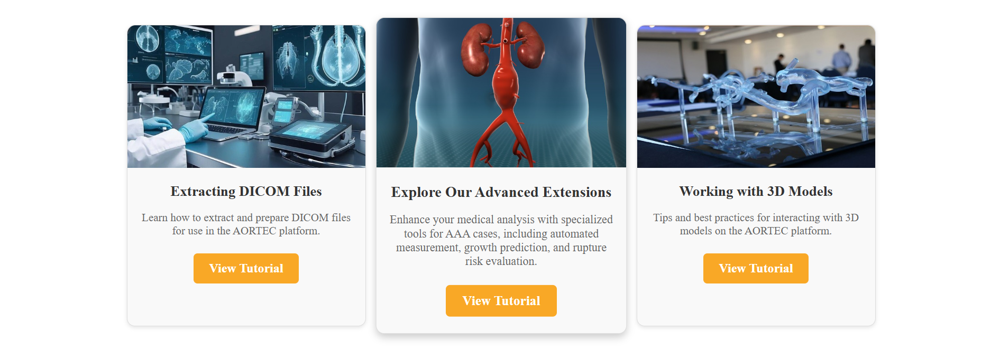 Extracting DICOM Files
Learn how to extract and prepare DICOM files
for use in the AORTEC platform.
View Tutorial
Explore Our Advanced Extensions
Enhance your medical analysis with specialized
tools for AAA cases, including automated
measurement, growth prediction, and rupture
risk evaluation.
View Tutorial
Working with 3D Models
Tips and best practices for interacting with 3D
models on the AORTEC platform.
View Tutorial